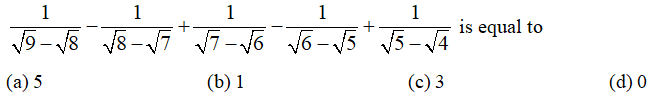 1/(√9−√8) − 1/(√8−√7) + 1/(√7−√6) − 1/(√6−√5) + 1/(√5−√4) is equal to
(a) 5 (b) 1 (c) 3 (d) 0